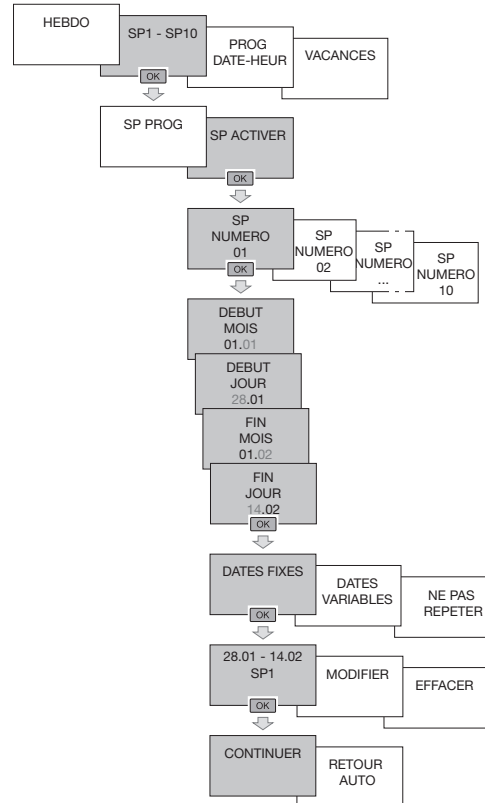 HEBDO
SP1 - SP10
PROG
DATE-HEUR
VACANCES
OK
SP PROG
SP ACTIVER
OK
SP
NUMERO
01
SP
NUMERO
02
SP
NUMERO
...
SP
NUMERO
10
OK
DEBUT
MOIS
01.01
DEBUT
JOUR
28.01
FIN
MOIS
01.02
FIN
JOUR
14.02
OK
DATES FIXES
DATES
VARIABLES
NE PAS
REPETER
OK
28.01 - 14.02
SP1
MODIFIER
EFFACER
OK
CONTINUER
RETOUR
AUTO